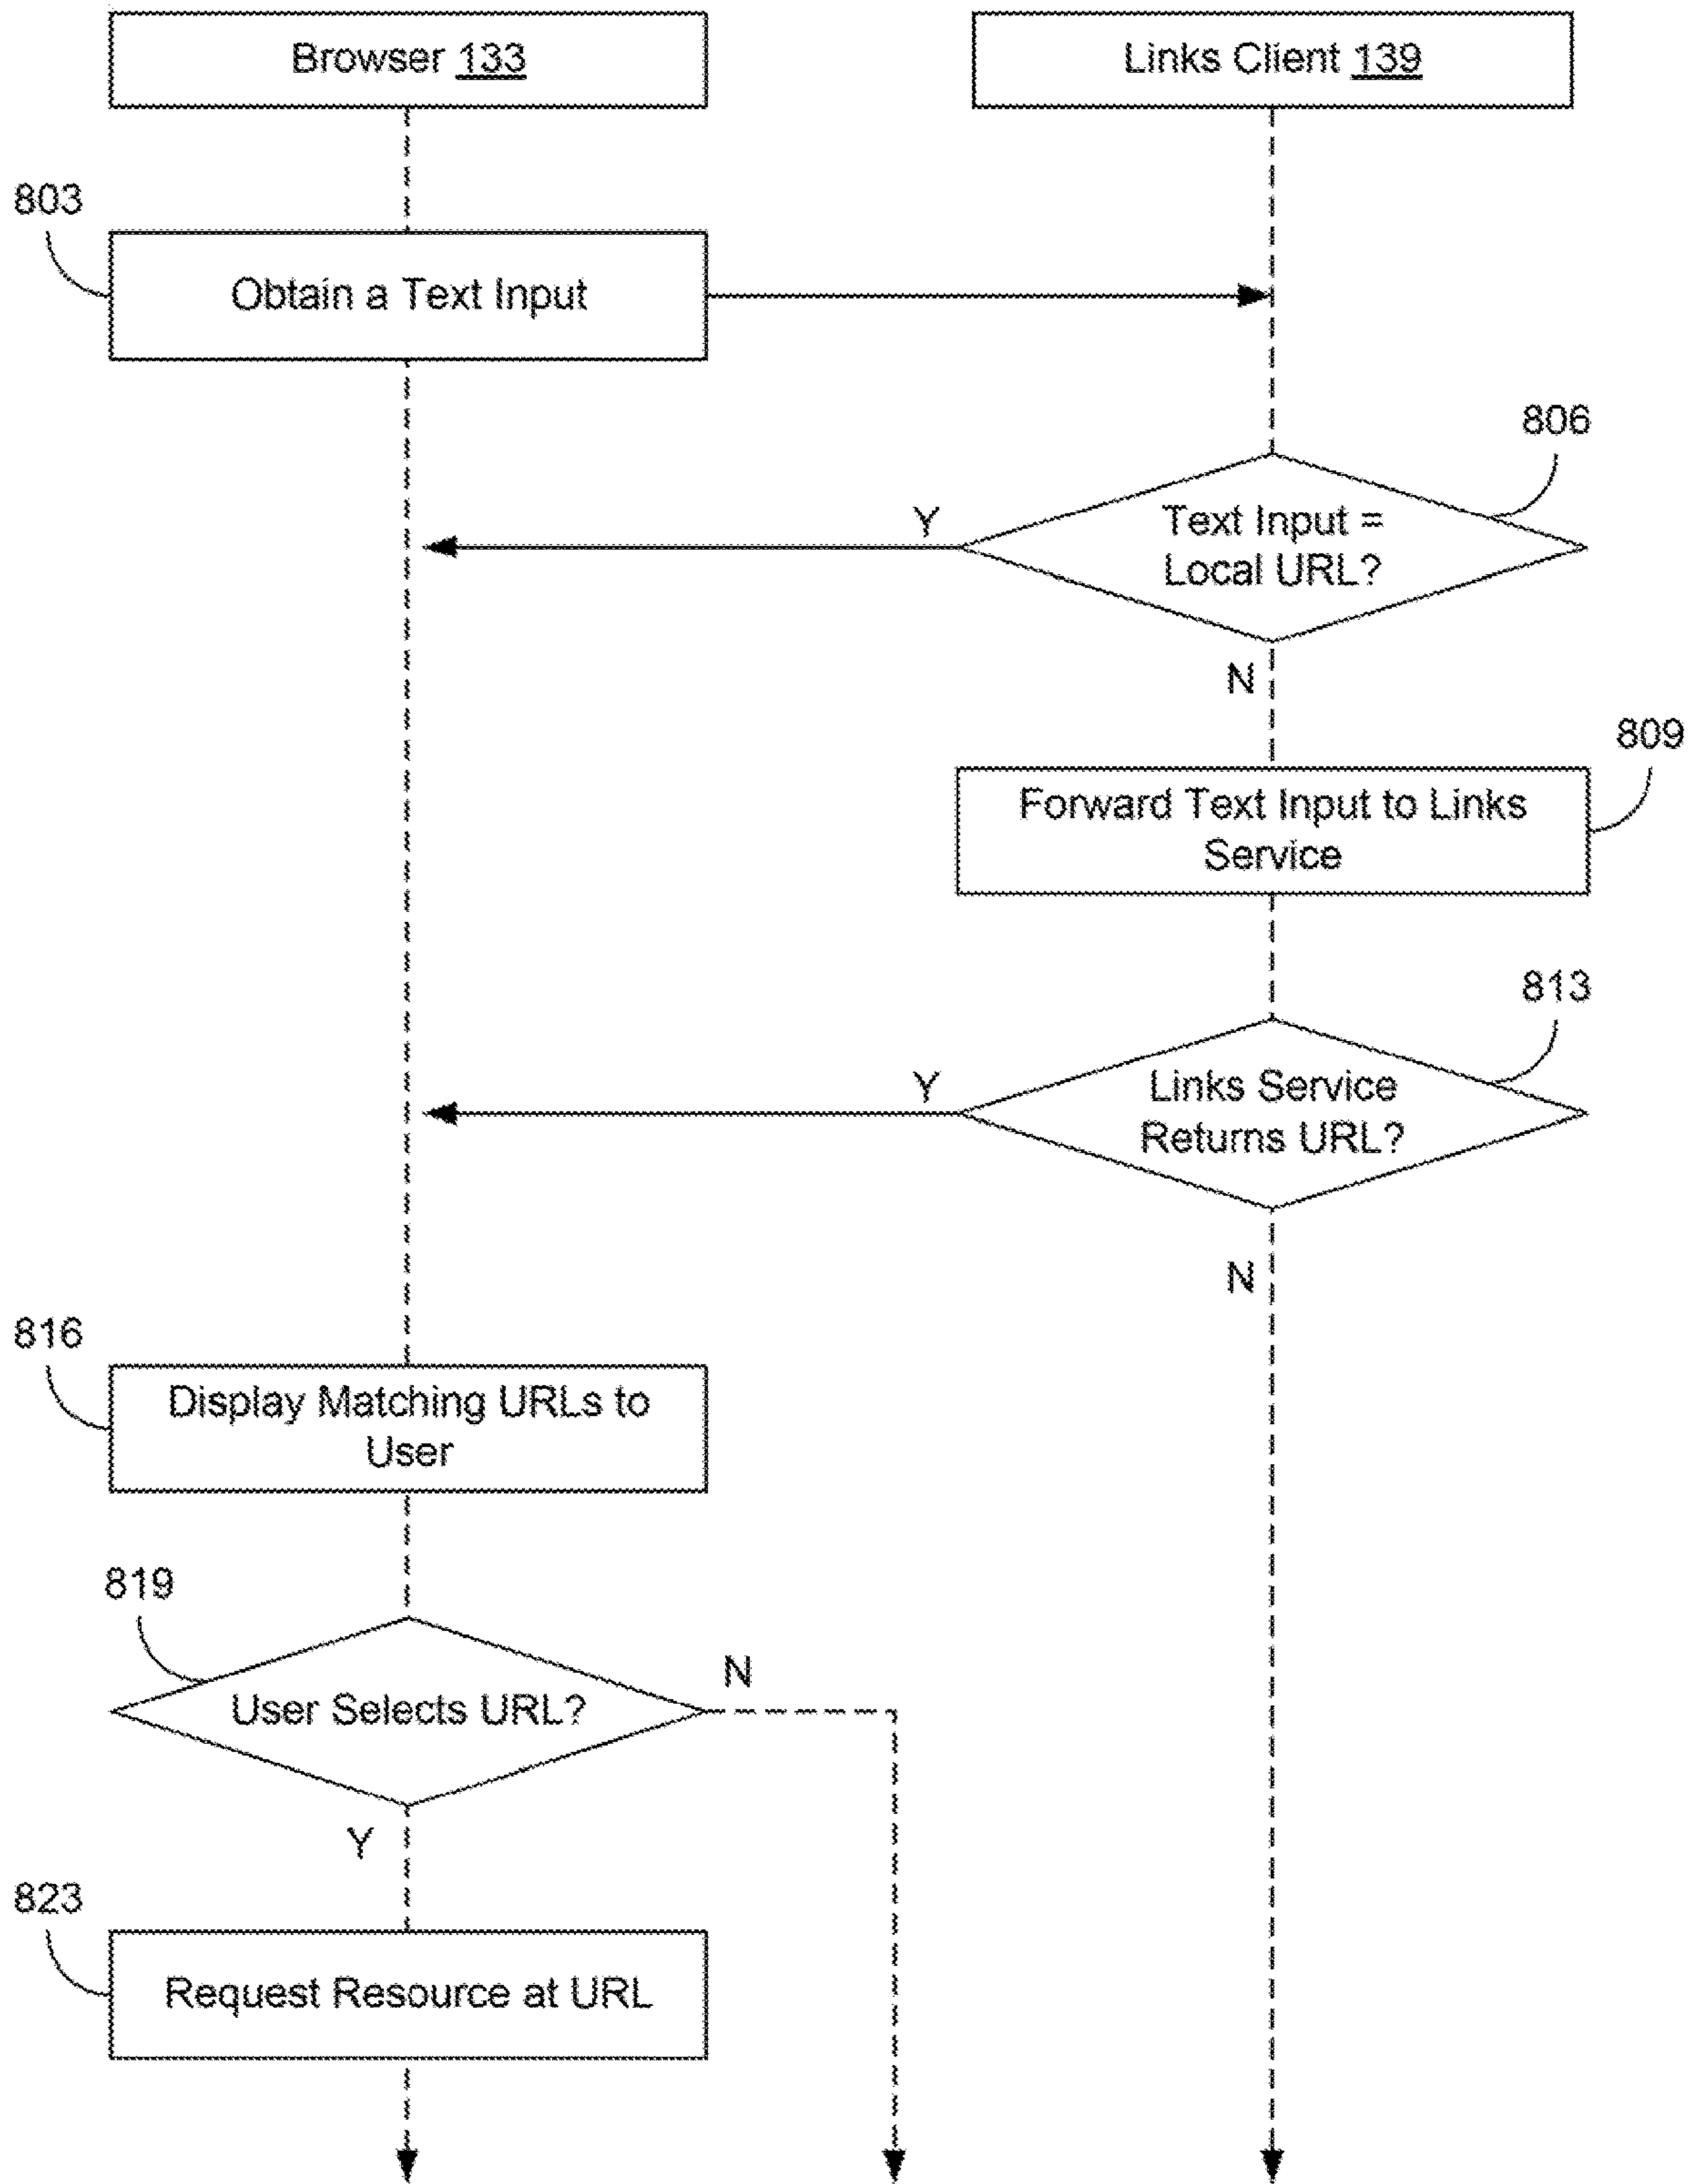 Browser 133
Links Client 139
803
Obtain a Text Input
806
Y
Text Input =
Local URL?
N
809
Forward Text Input to Links
Service
813
Y
Links Service
Returns URL?
N
816
Display Matching URLs to
User
819
N
User Selects URL?
Y
823
Request Resource at URL